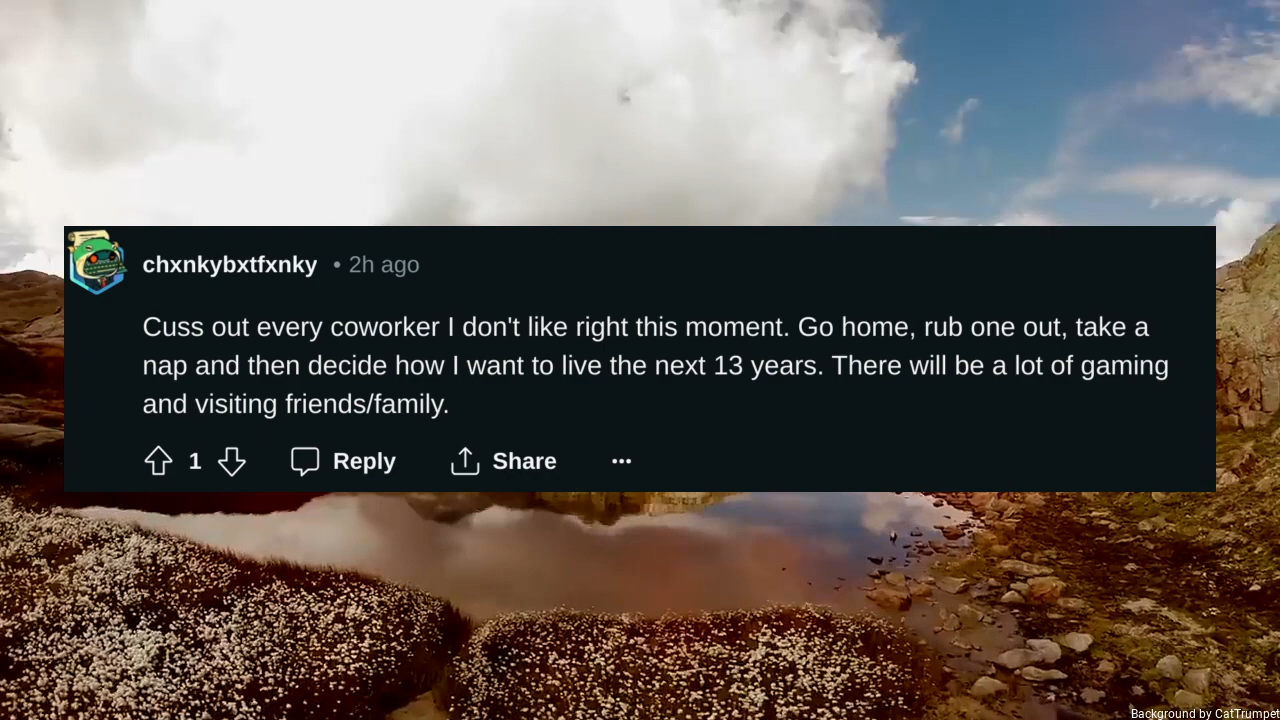 chxnkybxtfxnky • 2h ago
Cuss out every coworker I don't like right this moment. Go home, rub one out, take a
nap and then decide how I want to live the next 13 years. There will be a lot of gaming
and visiting friends/family.
1 Reply Share ···
Background by CatTrumpet